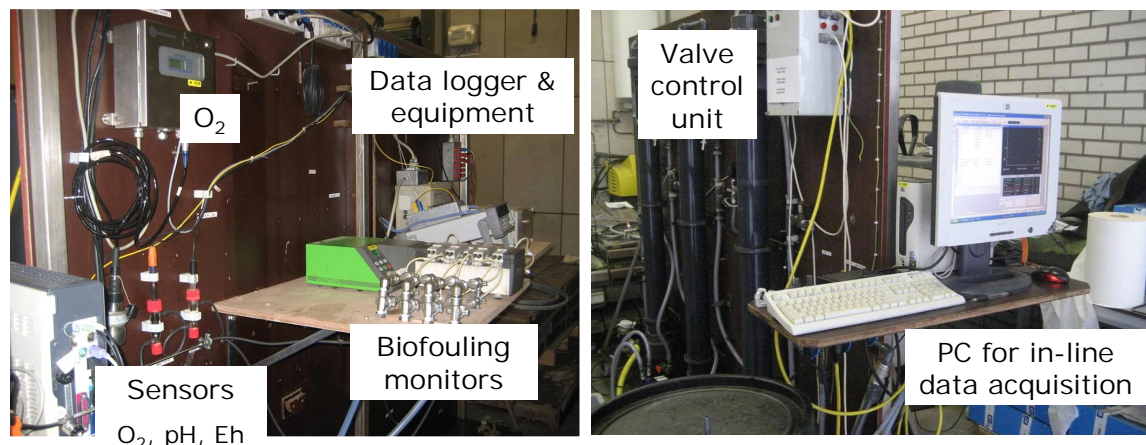 O2
Data logger &
equipment
Biofouling
monitors
Sensors
O2, pH, Eh
Valve
control
unit
PC for in-line
data acquisition